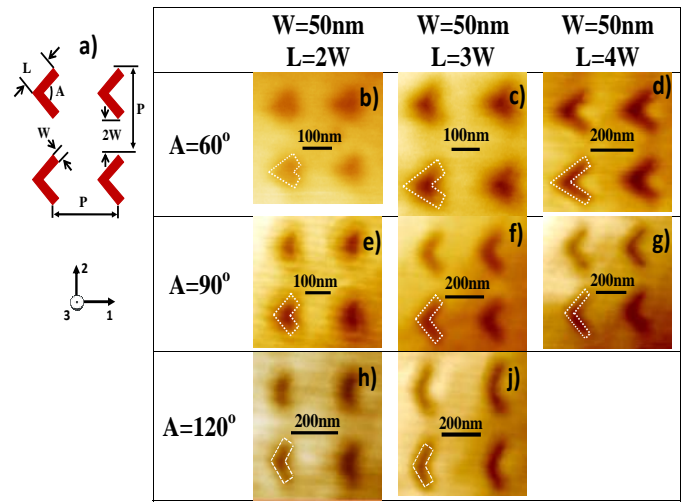 a)
L
A
W
2W
P
P
2
3
1
W=50nm
L=2W
W=50nm
L=3W
W=50nm
L=4W
A=60°
b)
100nm
c)
100nm
d)
200nm
A=90°
e)
100nm
f)
200nm
g)
200nm
A=120°
h)
200nm
j)
200nm